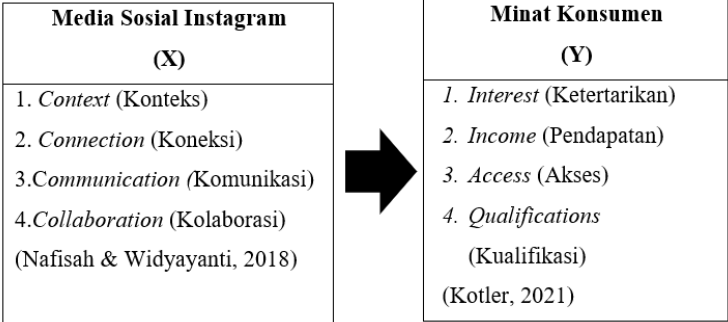 Media Sosial Instagram
(X)
1. Context (Konteks)
2. Connection (Koneksi)
3.Communication (Komunikasi)
4.Collaboration (Kolaborasi)
(Nafisah & Widyayanti, 2018)
Minat Konsumen
(Y)
1. Interest (Ketertarikan)
2. Income (Pendapatan)
3. Access (Akses)
4. Qualifications
(Kualifikasi)
(Kotler, 2021)